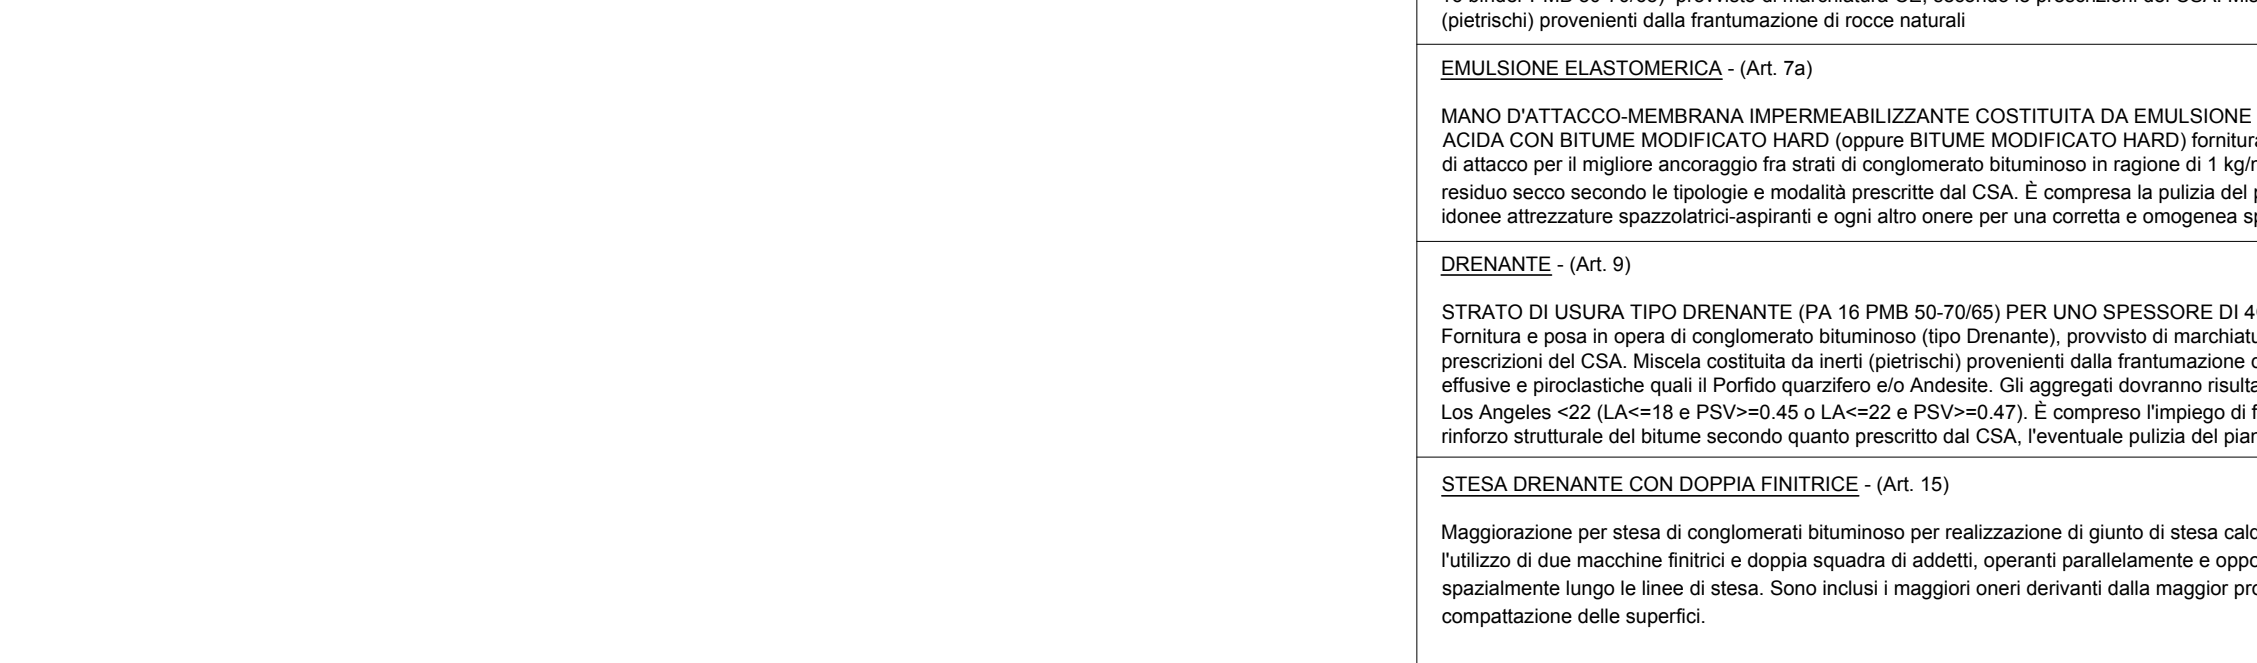 (pietrischi) provenienti dalla frantumazione di rocce naturali
EMULSIONE ELASTOMERICA - (Art. 7a)
MANO D'ATTACCO-MEMBRANA IMPERMEABILIZZANTE COSTITUITA DA EMULSIONE
ACIDA CON BITUME MODIFICATO HARD (oppure BITUME MODIFICATO HARD)
di attacco per il migliore ancoraggio fra strati di conglomerato bituminoso in ragione di 1
residuo secco secondo le tipologie e modalità prescritte dal CSA. È compresa la pulizia del
idonee attrezzature spazzolatrici-aspiranti e ogni altro onere per una corretta e omogenea
DRENANTE - (Art. 9)
STRATO DI USURA TIPO DRENANTE (PA 16 PMB 50-70/65) PER UNO SPESSORE DI
Fornitura e posa in opera di conglomerato bituminoso (tipo Drenante), provvisto di
prescrizioni del CSA. Miscela costituita da inerti (pietrischi) provenienti dalla frantumazione
effusive e piroclastiche quali il Porfido quarzifero e/o Andesite. Gli aggregati dovranno
Los Angeles <22 (LA<=18 e PSV>=0.45 o LA<=22 e PSV>=0.47). È compreso l'impiego di
rinforzo strutturale del bitume secondo quanto prescritto dal CSA, l'eventuale pulizia del
STESA DRENANTE CON DOPPIA FINITRICE - (Art. 15)
Maggiorazione per stesa di conglomerati bituminoso per realizzazione di giunto di stesa
l'utilizzo di due macchine finitrici e doppia squadra di addetti, operanti parallelamente e
spazialmente lungo le linee di stesa. Sono inclusi i maggiori oneri derivanti dalla maggior
compattazione delle superfici.